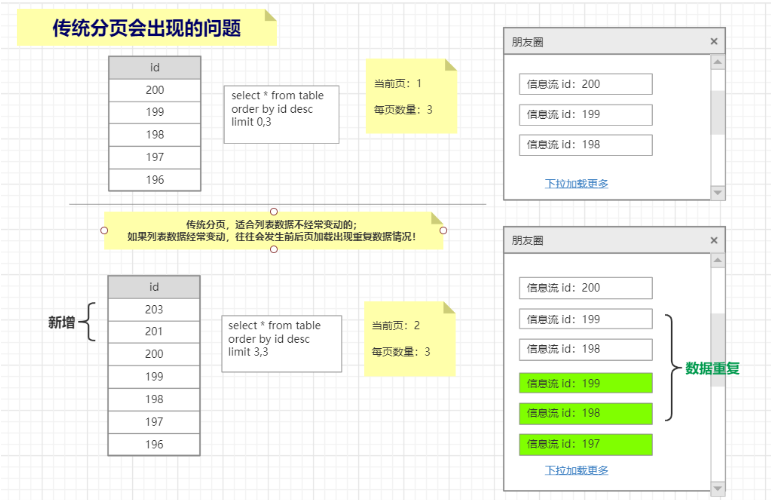 传统分页会出现的问题
id
200
199
198
197
196
select * from table
order by id desc
limit 0,3
当前页：1
每页数量：3
朋友圈
信息流 id：200
信息流 id：199
信息流 id：198
下拉加载更多
传统分页，适合列表数据不经常变动的；
如果列表数据经常变动，往往会发生前后页加载出现重复数据情况！
新增
id
203
201
200
199
198
197
196
select * from table
order by id desc
limit 3,3
当前页：2
每页数量：3
朋友圈
信息流 id：200
信息流 id：199
信息流 id：198
信息流 id：199
信息流 id：198
信息流 id：197
下拉加载更多
数据重复